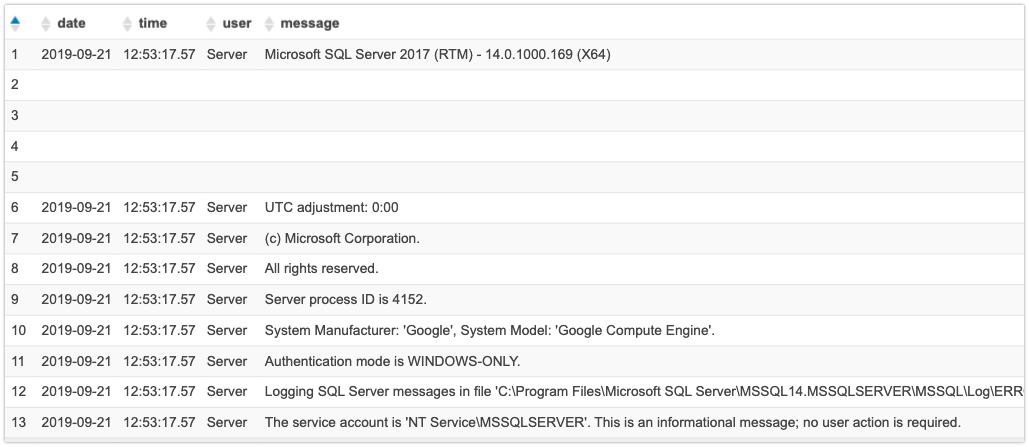 date time user message
1 2019-09-21 12:53:17.57 Server Microsoft SQL Server 2017 (RTM) - 14.0.1000.169 (X64)
2
3
4
5
6 2019-09-21 12:53:17.57 Server UTC adjustment: 0:00
7 2019-09-21 12:53:17.57 Server (c) Microsoft Corporation.
8 2019-09-21 12:53:17.57 Server All rights reserved.
9 2019-09-21 12:53:17.57 Server Server process ID is 4152.
10 2019-09-21 12:53:17.57 Server System Manufacturer: 'Google', System Model: 'Google Compute Engine'.
11 2019-09-21 12:53:17.57 Server Authentication mode is WINDOWS-ONLY.
12 2019-09-21 12:53:17.57 Server Logging SQL Server messages in file 'C:\Program Files\Microsoft SQL Server\MSSQL14.MSSQLSERVER\MSSQL\Log\ERR
13 2019-09-21 12:53:17.57 Server The service account is 'NT Service\MSSQLSERVER'. This is an informational message; no user action is required.